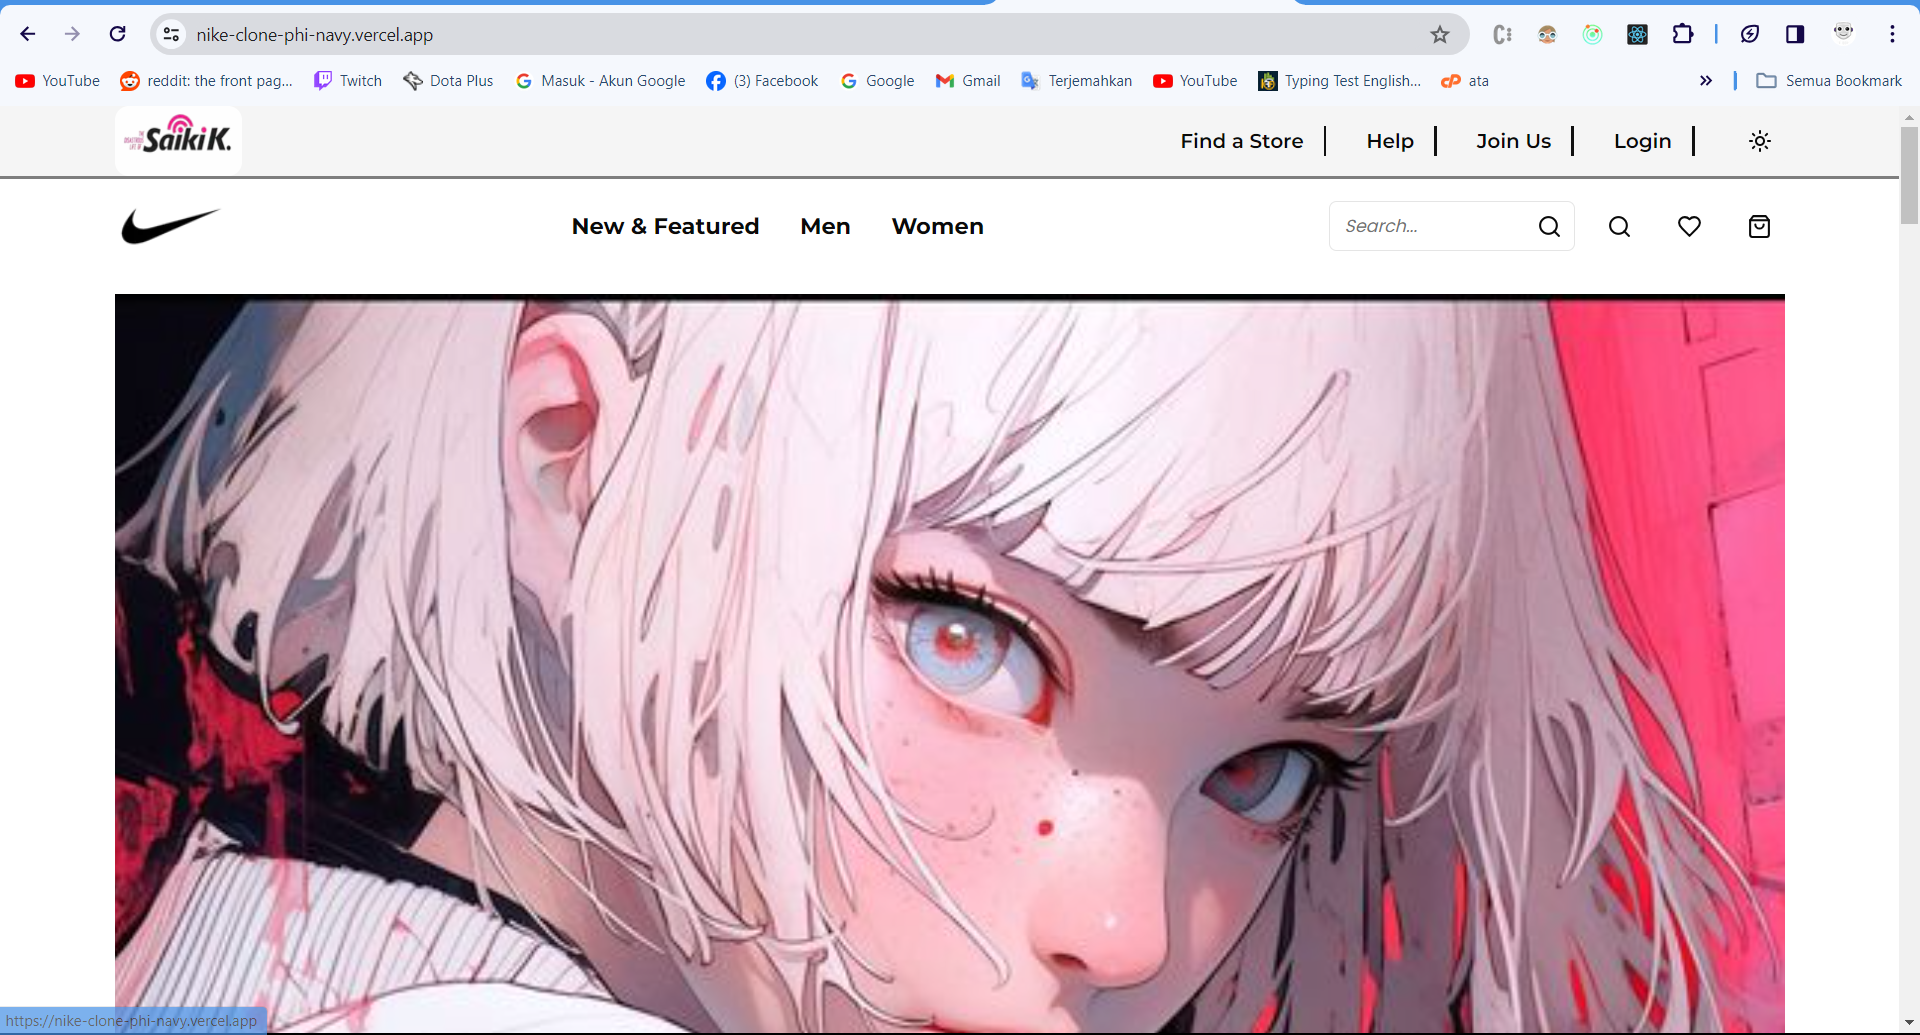 nike-clone-phi-navy.vercel.app
YouTube reddit: the front pag... Twitch Dota Plus Masuk - Akun Google (3) Facebook Google Gmail Terjemahkan YouTube Typing Test English... ata » Semua Bookmark
Saiki K. Find a Store Help Join Us Login
New & Featured Men Women Search...
https://nike-clone-phi-navy.vercel.app